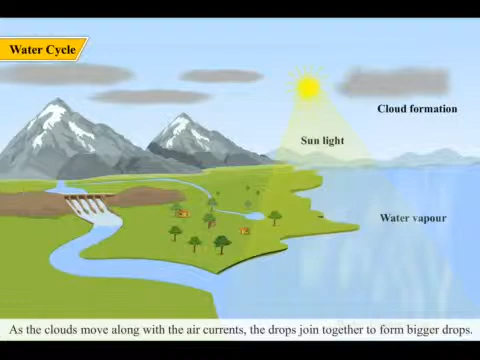 Water Cycle
Cloud formation
Sun light
Water vapour
As the clouds move along with the air currents, the drops join together to form bigger drops.